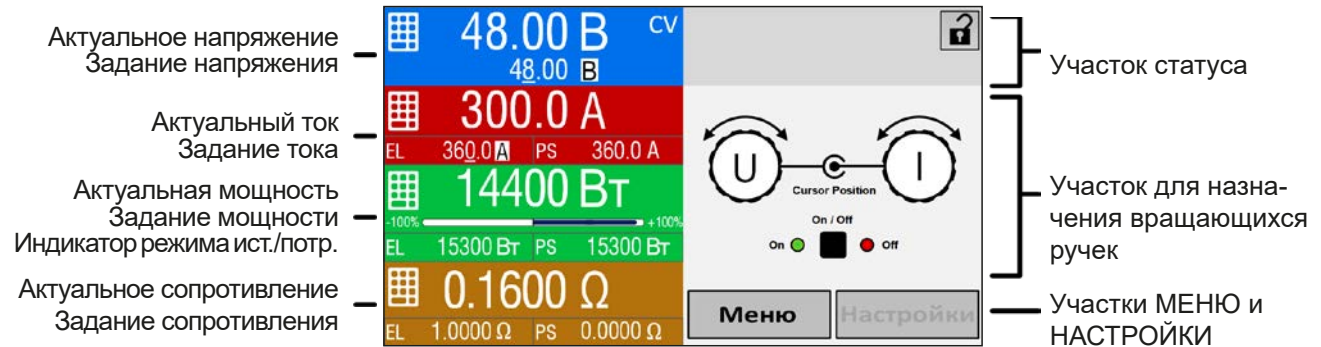 Актуальное напряжение
Задание напряжения
Актуальный ток
Задание тока
Актуальная мощность
Задание мощности
Индикатор режима ист./потр.
Актуальное сопротивление
Задание сопротивления
48.00 В CV
48.00 В
300.0 А
EL 360.0 А PS 360.0 А
14400 Вт
-100% +100%
EL 15300 Вт PS 15300 Вт
0.1600 Ω
EL 1.0000 Ω PS 0.0000 Ω
U I
Cursor Position
On / Off
On Off
Меню Настройки
Участок статуса
Участок для назна-
чения вращающихся
ручек
Участки МЕНЮ и
НАСТРОЙКИ